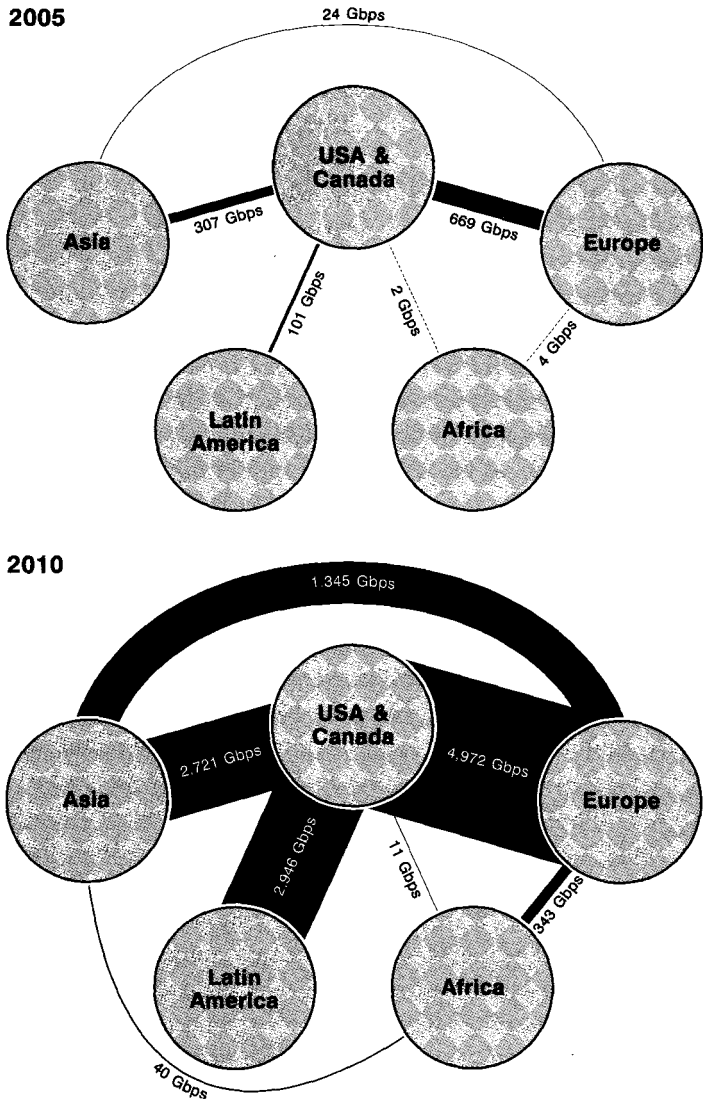 2005
24 Gbps
USA &
Canada
Asia
307 Gbps
669 Gbps
Europe
101 Gbps
2 Gbps
4 Gbps
Latin
America
Africa
2010
1.345 Gbps
USA &
Canada
2.721 Gbps
4,972 Gbps
Asia
Europe
2.946 Gbps
11 Gbps
343 Gbps
Latin
America
Africa
40 Gbps